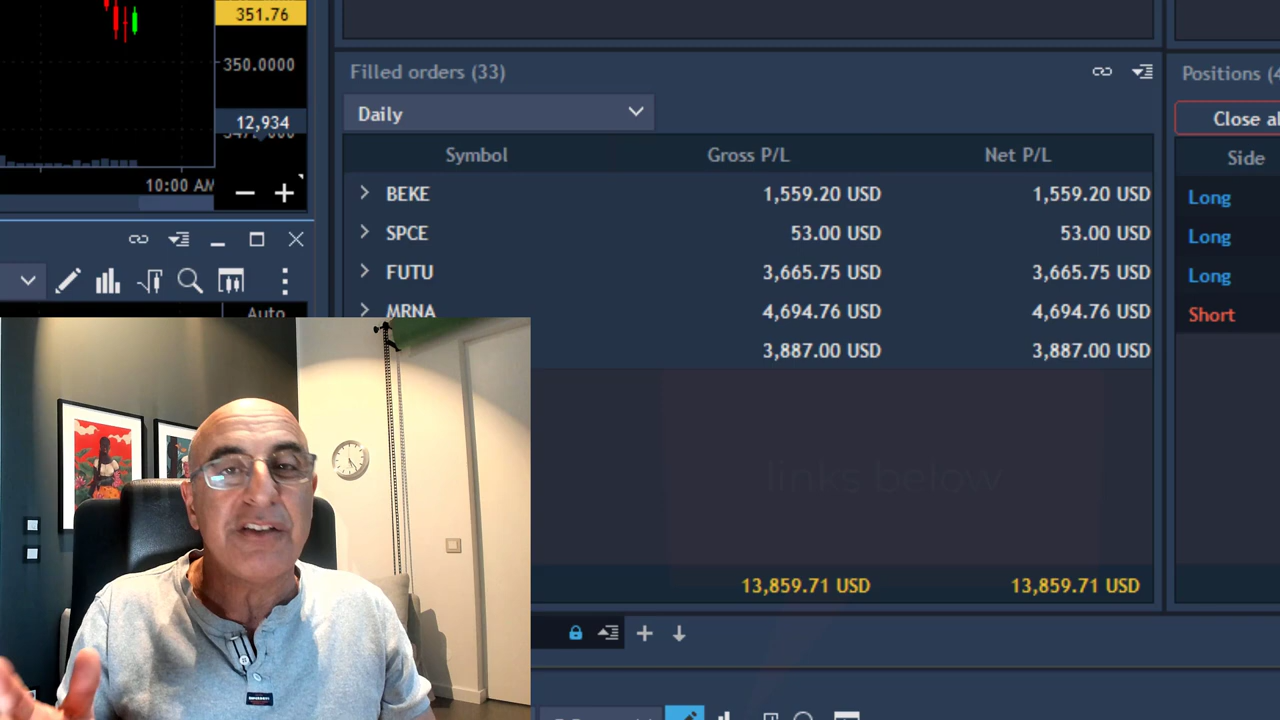 351.76
350.0000
12,934
10:00 AM
Auto
Filled orders (33)
Daily
Symbol Gross P/L Net P/L
BEKE 1,559.20 USD 1,559.20 USD
SPCE 53.00 USD 53.00 USD
FUTU 3,665.75 USD 3,665.75 USD
MRNA 4,694.76 USD 4,694.76 USD
3,887.00 USD 3,887.00 USD
links below
13,859.71 USD 13,859.71 USD
Positions (4
Close al
Side
Long
Long
Long
Short